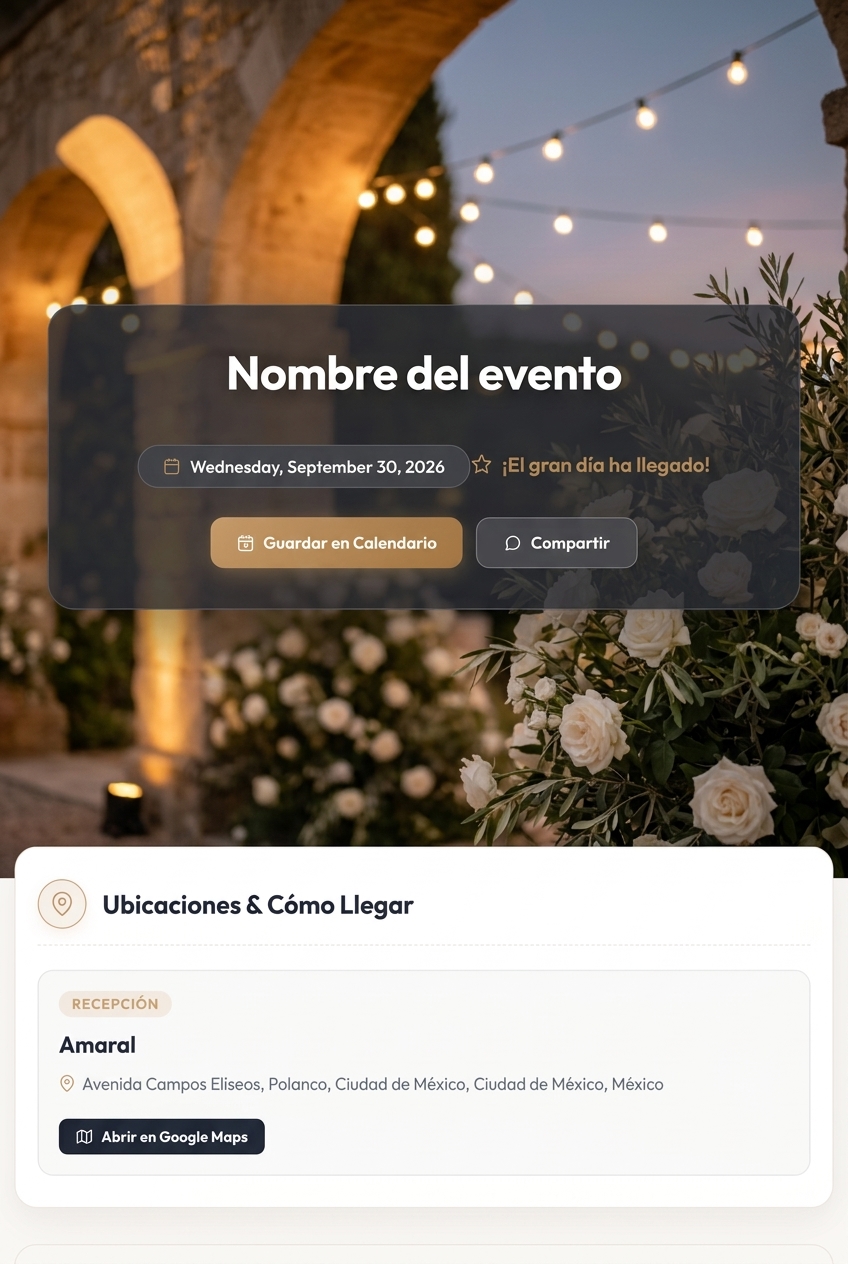 Nombre del evento
Wednesday, September 30, 2026
¡El gran día ha llegado!
Guardar en Calendario
Compartir
Ubicaciones & Cómo Llegar
RECEPCIÓN
Amaral
Avenida Campos Eliseos, Polanco, Ciudad de México, Ciudad de México, México
Abrir en Google Maps